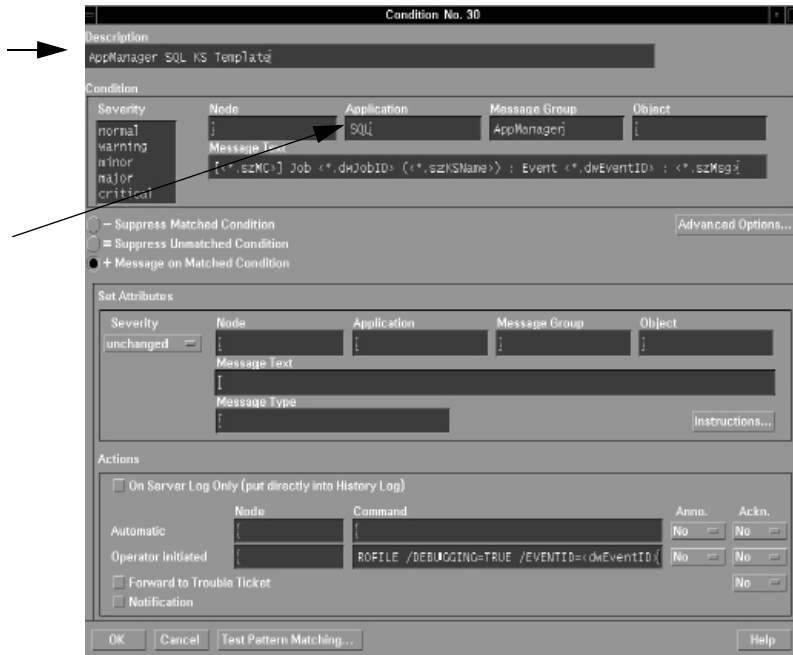 Condition No. 30
Description
AppManager SQL KS Template
Condition
Severity Node Application Message Group Object
normal
warning
minor
major
critical
SQL AppManager
Message Text
[<*.szMC>] Job <*.dwJobID> (<*.szKSName>) : Event <*.dwEventID> : <*.szMsg>
– Suppress Matched Condition
= Suppress Unmatched Condition
+ Message on Matched Condition
Advanced Options...
Set Attributes
Severity Node Application Message Group Object
unchanged
Message Text
Message Type
Instructions...
Actions
On Server Log Only (put directly into History Log)
Node Command Anno. Ackn.
Automatic No No
Operator initiated ROFILE /DEBUGGING=TRUE /EVENTID=<dwEventID> No No
Forward to Trouble Ticket No
Notification
OK Cancel Test Pattern Matching... Help